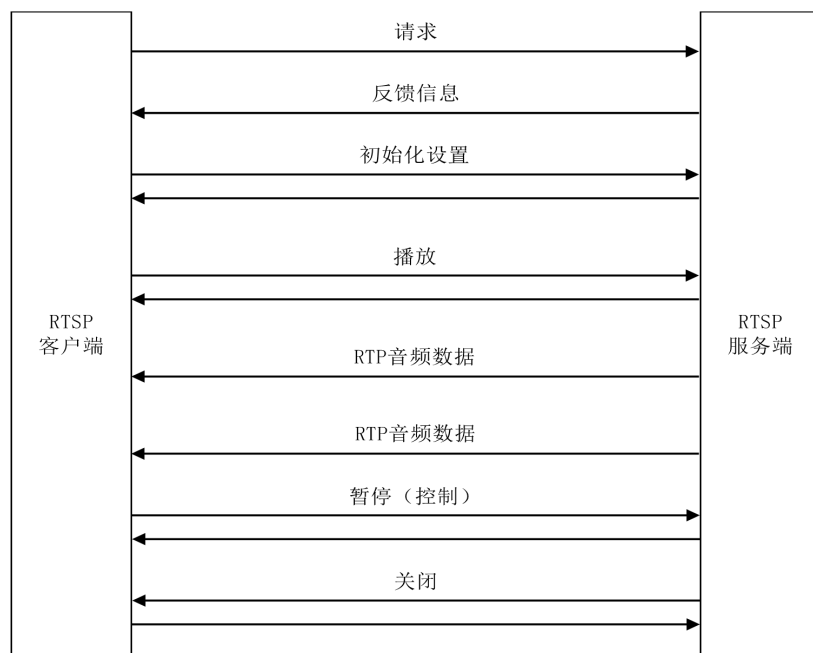 请求
反馈信息
初始化设置
播放
RTSP
客户端
RTSP
服务端
RTP音频数据
RTP音频数据
暂停（控制）
关闭